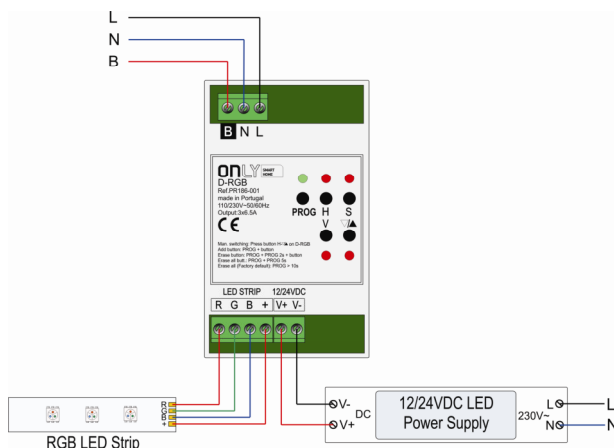 L
N
B
B N L
ONLY SMART HOME
D-RGB
Ref.PR186-001
made in Portugal
110/230V~50/60Hz
Output:3x6.5A
CE
PROG H S
V ▽/▲
Man. switching: Press button H-/▲ on D-RGB
Add button: PROG + button
Erase button: PROG + PROG 2s + button
Erase all butt.: PROG + PROG 5s
Erase all (Factory default): PROG > 10s
LED STRIP 12/24VDC
R G B + V+ V-
R
G
B
+
RGB LED Strip
V-
V+
DC
12/24VDC LED
Power Supply
230V~
L
N
L
N